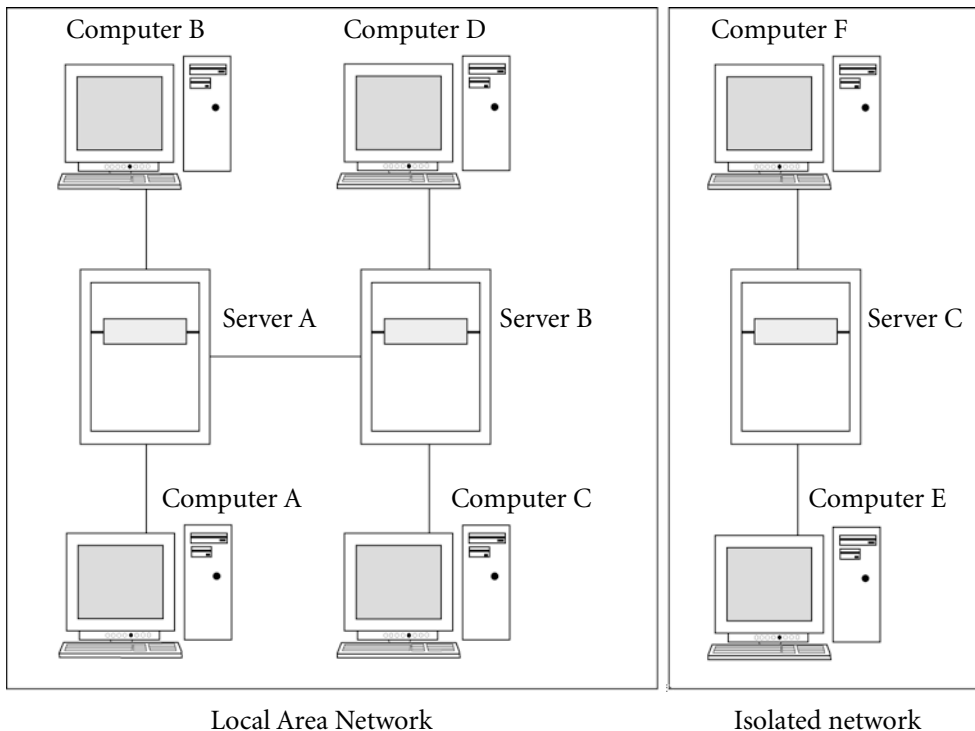 Computer B
Computer D
Computer F
Server A
Server B
Server C
Computer A
Computer C
Computer E
Local Area Network
Isolated network